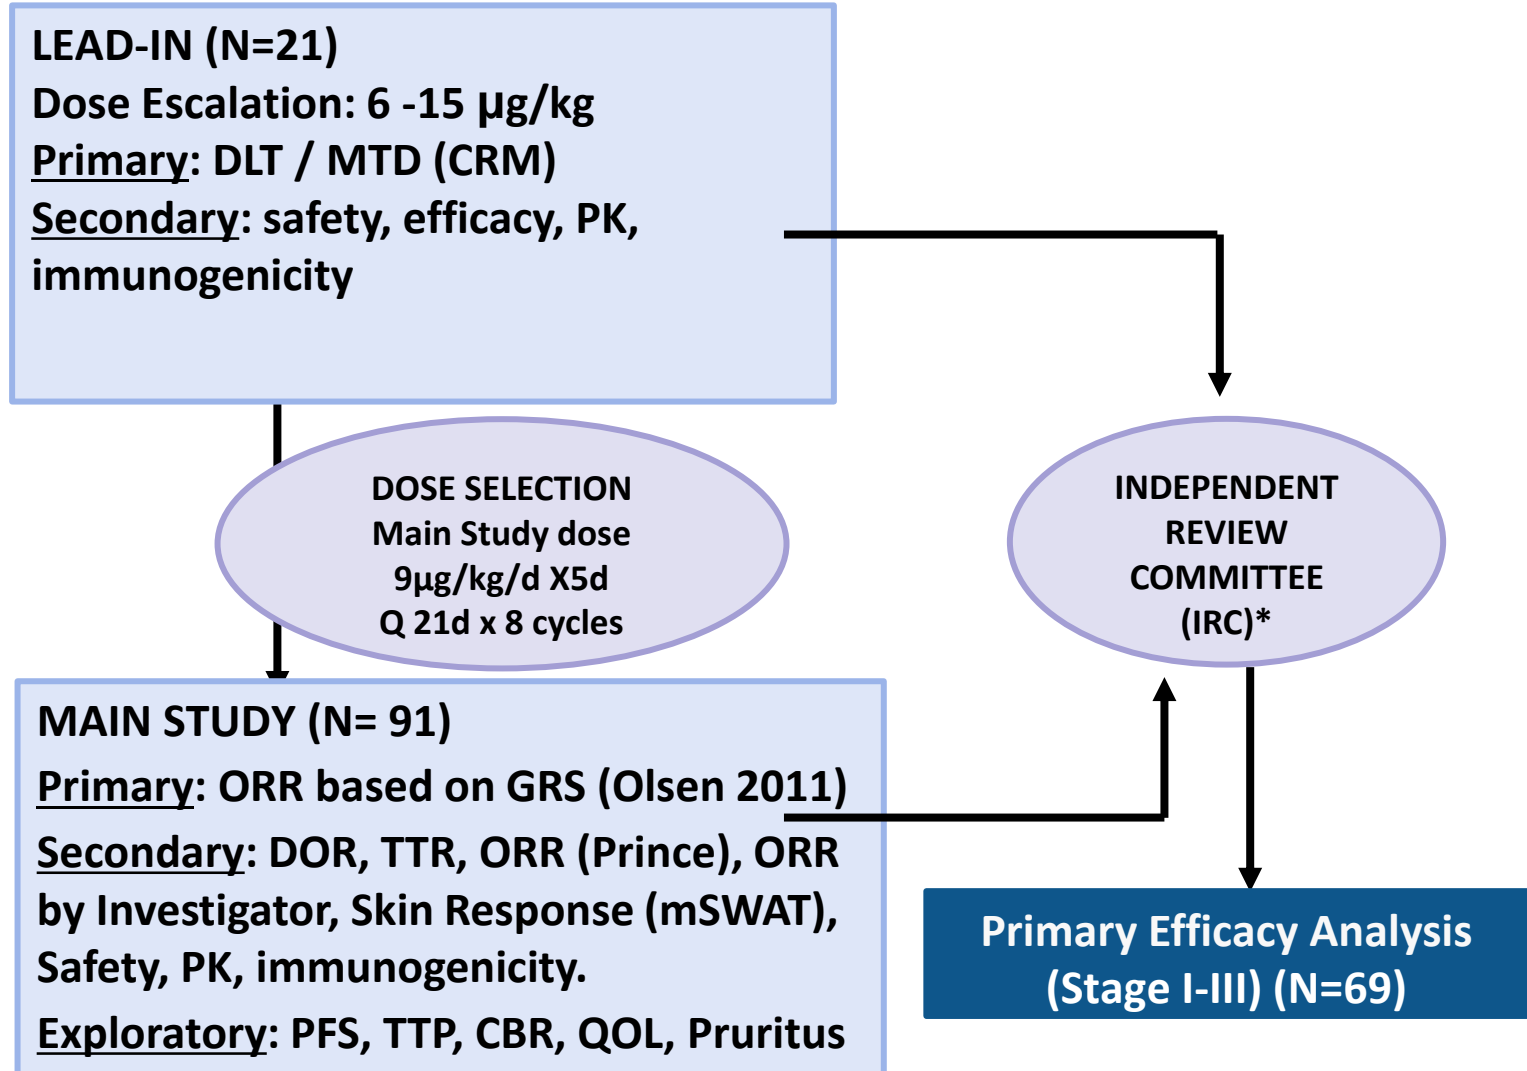 LEAD-IN (N=21)
Dose Escalation: 6 -15 µg/kg
Primary: DLT / MTD (CRM)
Secondary: safety, efficacy, PK,
immunogenicity
DOSE SELECTION
Main Study dose
9µg/kg/d X5d
Q 21d x 8 cycles
INDEPENDENT
REVIEW
COMMITTEE
(IRC)*
MAIN STUDY (N= 91)
Primary: ORR based on GRS (Olsen 2011)
Secondary: DOR, TTR, ORR (Prince), ORR
by Investigator, Skin Response (mSWAT),
Safety, PK, immunogenicity.
Exploratory: PFS, TTP, CBR, QOL, Pruritus
Primary Efficacy Analysis
(Stage I-III) (N=69)